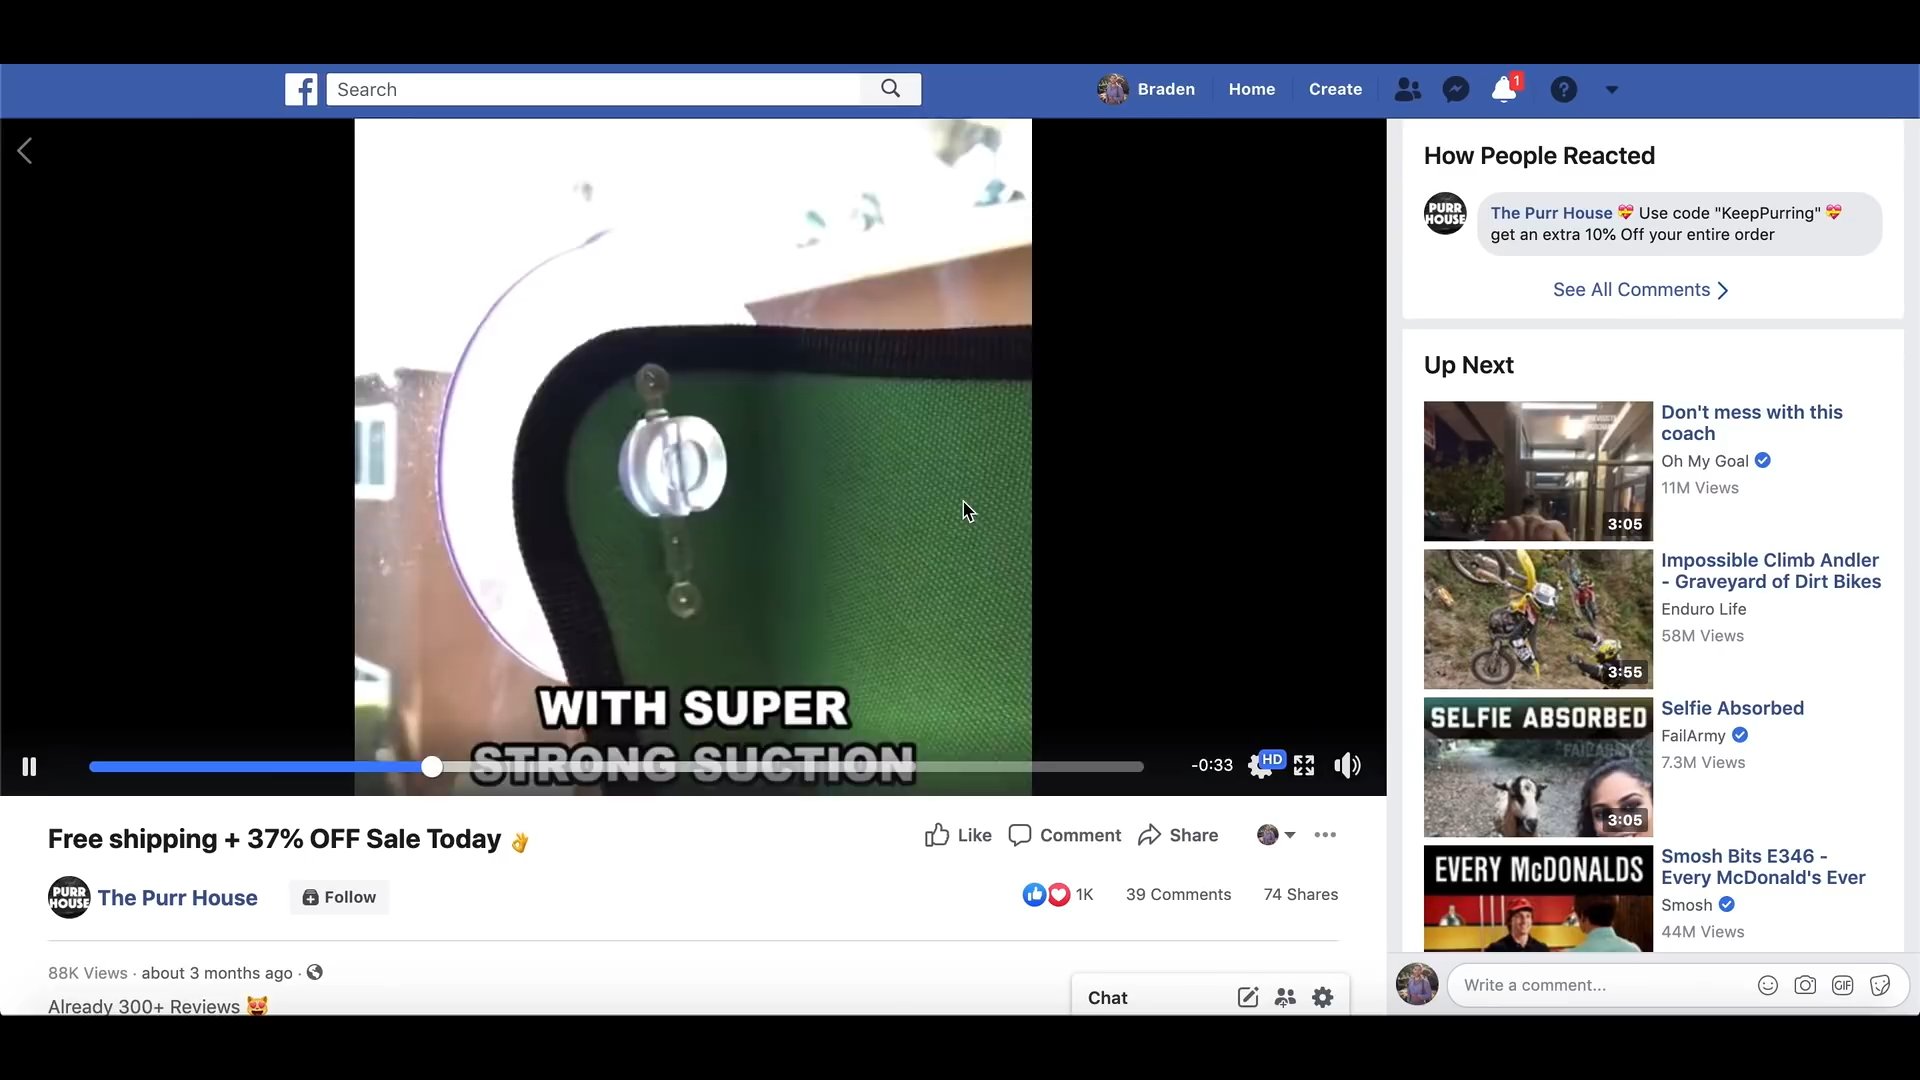 Search
Braden
Home
Create
1
WITH SUPER
STRONG SUCTION
-0:33
HD
Free shipping + 37% OFF Sale Today 👌
Like
Comment
Share
PURR
HOUSE
The Purr House
Follow
1K
39 Comments
74 Shares
88K Views · about 3 months ago ·
Already 300+ Reviews 😻
Chat
How People Reacted
PURR
HOUSE
The Purr House 💝 Use code "KeepPurring" 💝
get an extra 10% Off your entire order
See All Comments
Up Next
3:05
Don't mess with this
coach
Oh My Goal
11M Views
3:55
Impossible Climb Andler
- Graveyard of Dirt Bikes
Enduro Life
58M Views
SELFIE ABSORBED
FAILARMY
3:05
Selfie Absorbed
FailArmy
7.3M Views
EVERY McDONALDS
Smosh Bits E346 -
Every McDonald's Ever
Smosh
44M Views
Write a comment...
GIF